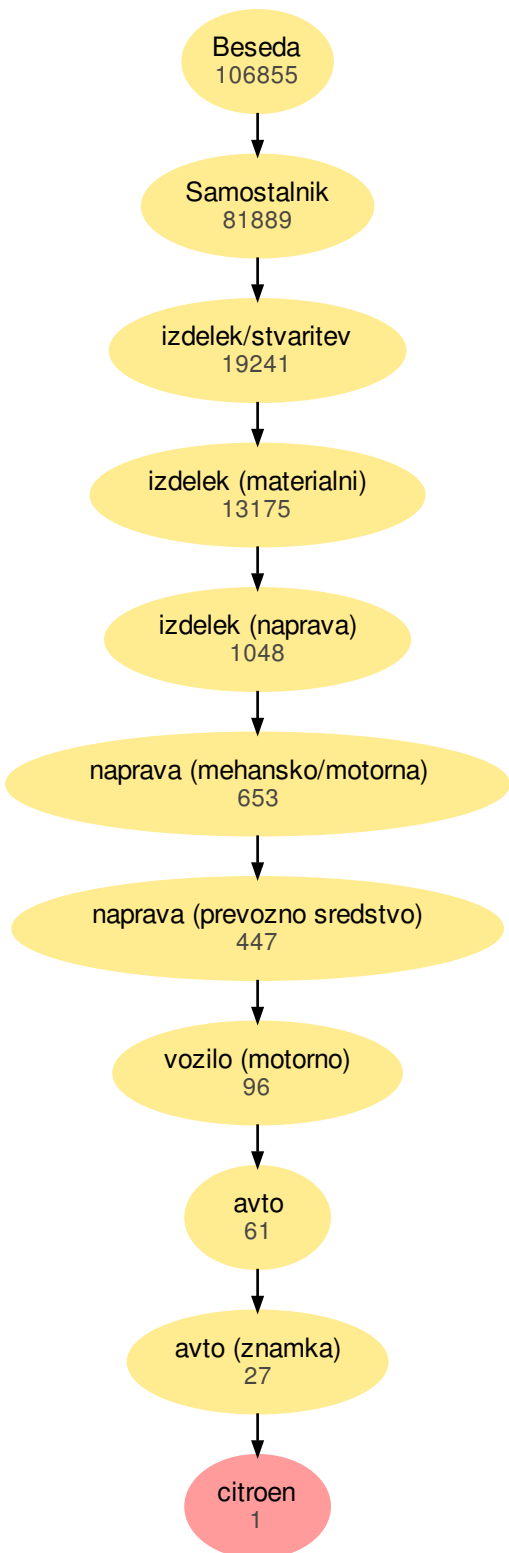 Beseda
106855
Samostalnik
81889
izdelek/stvaritev
19241
izdelek (materialni)
13175
izdelek (naprava)
1048
naprava (mehansko/motorna)
653
naprava (prevozno sredstvo)
447
vozilo (motorno)
96
avto
61
avto (znamka)
27
citroen
1